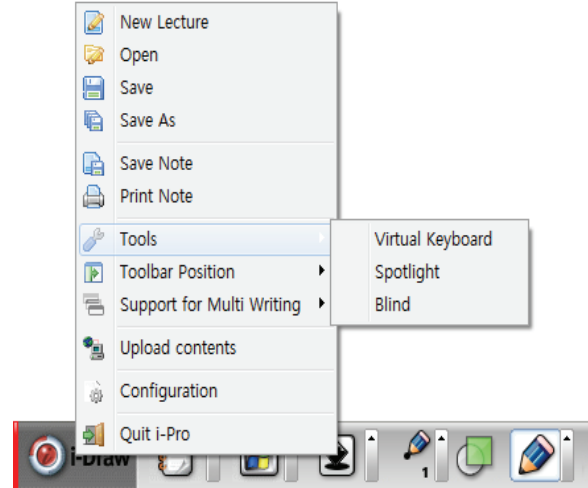 New Lecture
Open
Save
Save As
Save Note
Print Note
Tools
Virtual Keyboard
Toolbar Position
Spotlight
Support for Multi Writing
Blind
Upload contents
Configuration
Quit i-Pro
i-Draw
1